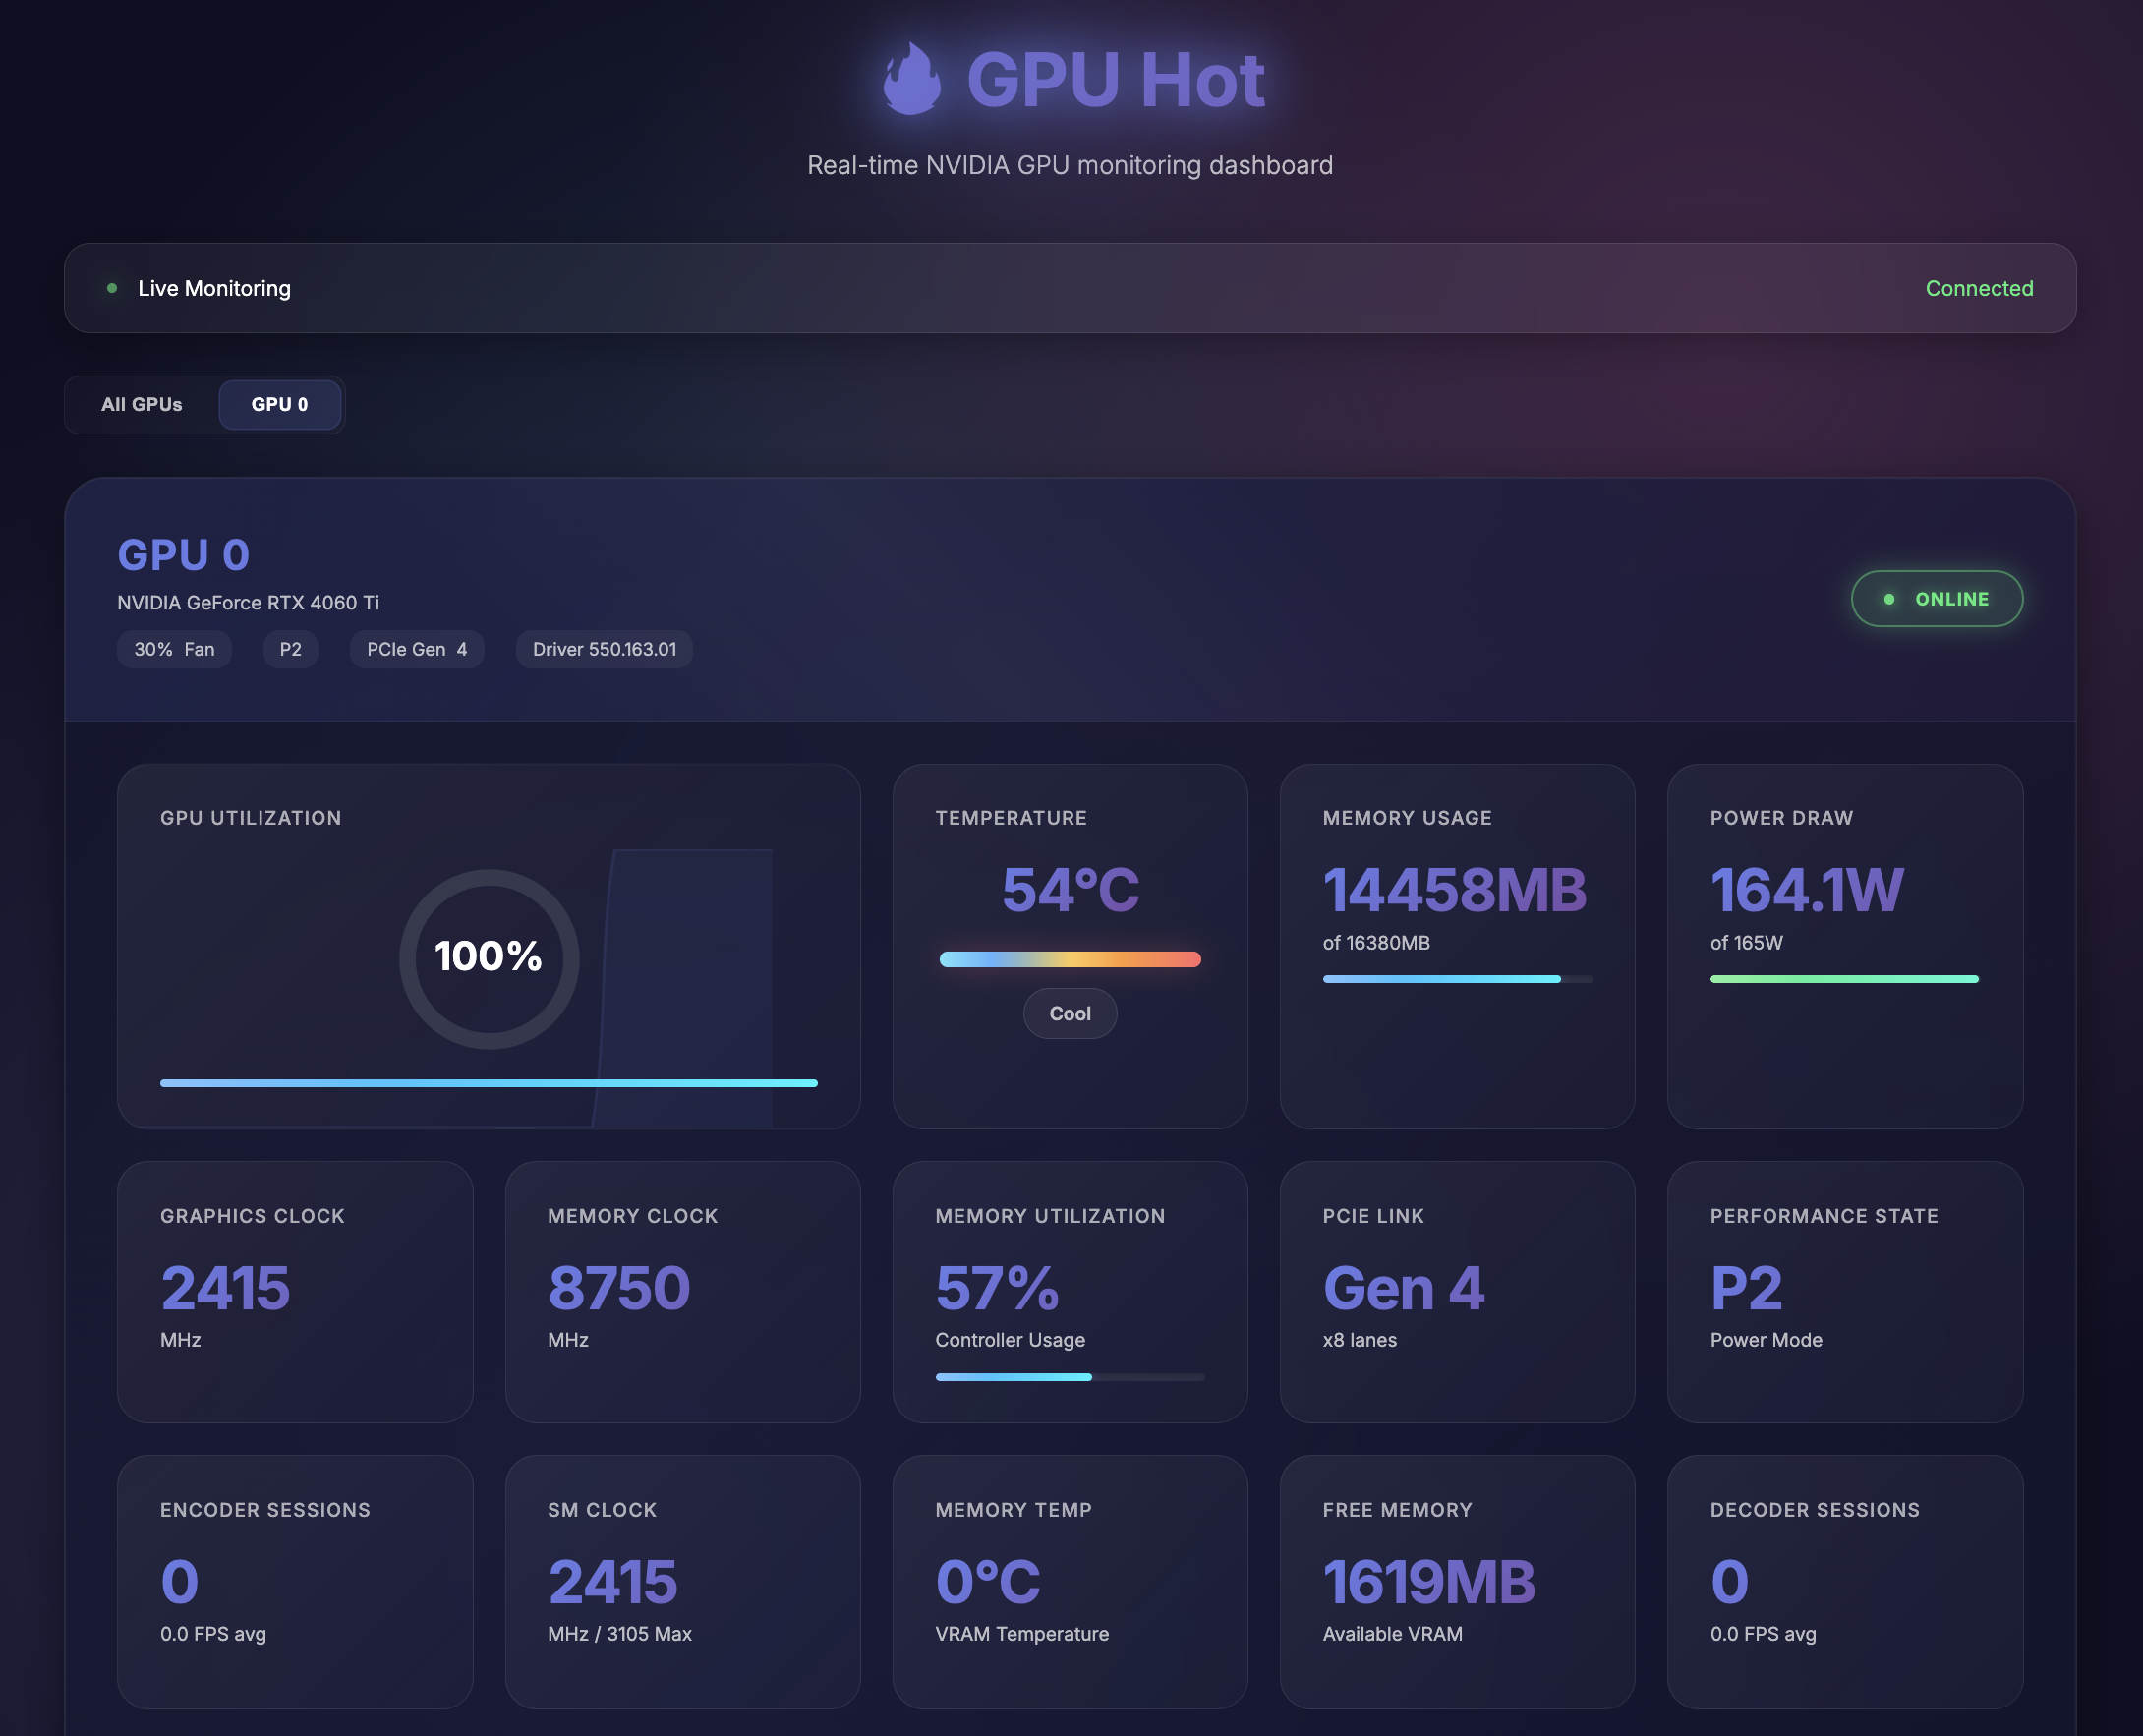 GPU Hot
Real-time NVIDIA GPU monitoring dashboard
Live Monitoring
Connected
All GPUs
GPU 0
GPU 0
NVIDIA GeForce RTX 4060 Ti
30% Fan
P2
PCIe Gen 4
Driver 550.163.01
ONLINE
GPU UTILIZATION
100%
TEMPERATURE
54°C
Cool
MEMORY USAGE
14458MB
of 16380MB
POWER DRAW
164.1W
of 165W
GRAPHICS CLOCK
2415
MHz
MEMORY CLOCK
8750
MHz
MEMORY UTILIZATION
57%
Controller Usage
PCIE LINK
Gen 4
x8 lanes
PERFORMANCE STATE
P2
Power Mode
ENCODER SESSIONS
0
0.0 FPS avg
SM CLOCK
2415
MHz / 3105 Max
MEMORY TEMP
0°C
VRAM Temperature
FREE MEMORY
1619MB
Available VRAM
DECODER SESSIONS
0
0.0 FPS avg